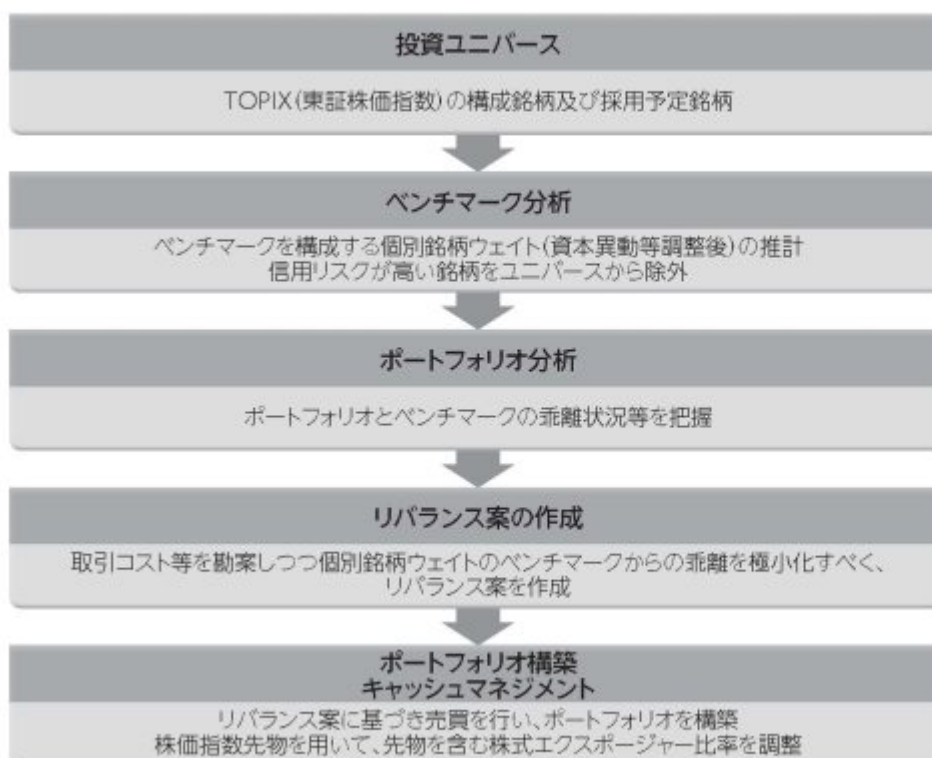 投資ユニバース
TOPIX(東証株価指数)の構成銘柄及び採用予定銘柄
ベンチマーク分析
ベンチマークを構成する個別銘柄ウェイト(資本異動等調整後)の推計
信用リスクが高い銘柄をユニバースから除外
ポートフォリオ分析
ポートフォリオとベンチマークの乖離状況等を把握
リバランス案の作成
取引コスト等を勘案しつつ個別銘柄ウェイトのベンチマークからの乖離を極小化すべく、
リバランス案を作成
ポートフォリオ構築
キャッシュマネジメント
リバランス案に基づき売買を行い、ポートフォリオを構築
株価指数先物を用いて、先物を含む株式エクスポージャー比率を調整